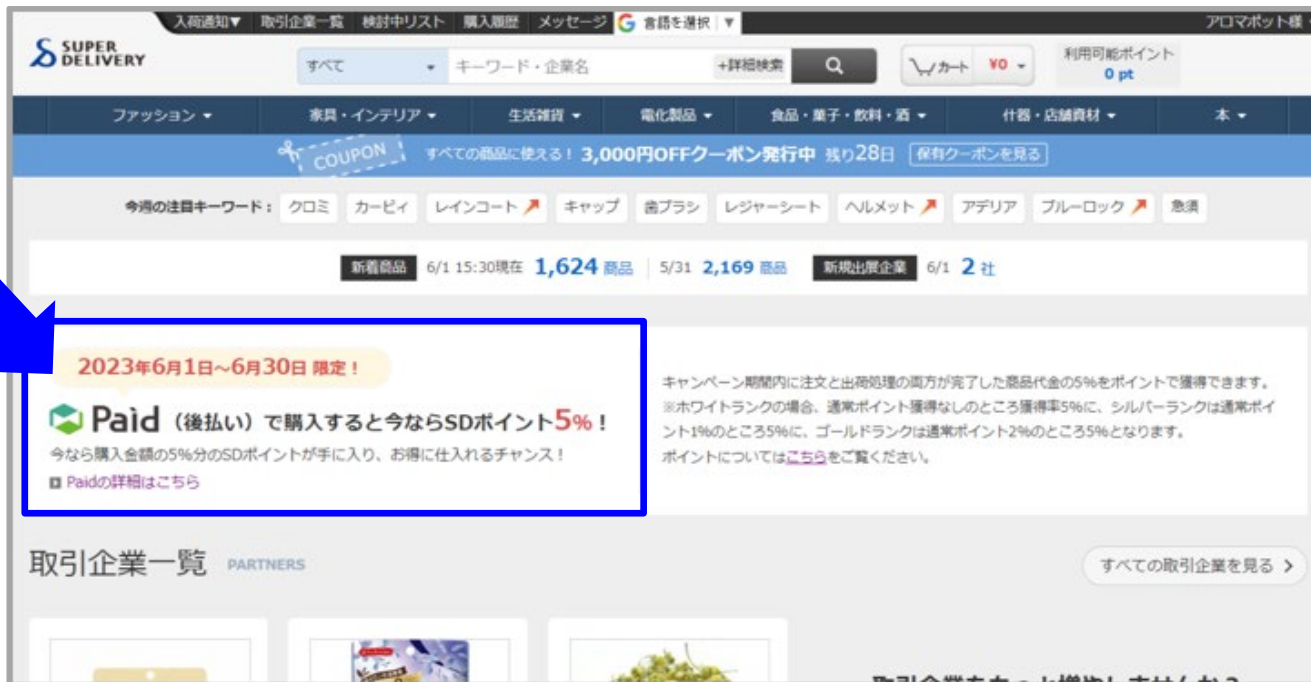 入荷通知▼ 取引企業一覧 検討中リスト 購入履歴 メッセージ G 言語を選択 ▼ アロマポット様
SUPER DELIVERY
すべて キーワード・企業名 +詳細検索 カート ¥0
利用可能ポイント
0 pt
ファッション 家具・インテリア 生活雑貨 電化製品 食品・菓子・飲料・酒 什器・店舗資材 本
COUPON すべての商品に使える! 3,000円OFFクーポン発行中 残り28日 保有クーポンを見る
今週の注目キーワード: クロミ カービィ レインコート キャップ 歯ブラシ レジャーシート ヘルメット アデリア ブルーロック 急須
新着商品 6/1 15:30現在 1,624 商品 5/31 2,169 商品 新規出展企業 6/1 2 社
2023年6月1日~6月30日 限定!
Paid (後払い) で購入すると今ならSDポイント5%!
今なら購入金額の5%分のSDポイントが手に入り、お得に仕入れるチャンス!
Paidの詳細はこちら
キャンペーン期間内に注文と出荷処理の両方が完了した商品代金の5%をポイントで獲得できます。
※ホワイトランクの場合、通常ポイント獲得なしのところ獲得率5%に、シルバーランクは通常ポイ
ント1%のところ5%に、ゴールドランクは通常ポイント2%のところ5%となります。
ポイントについてはこちらをご覧ください。
取引企業一覧 PARTNERS すべての取引企業を見る